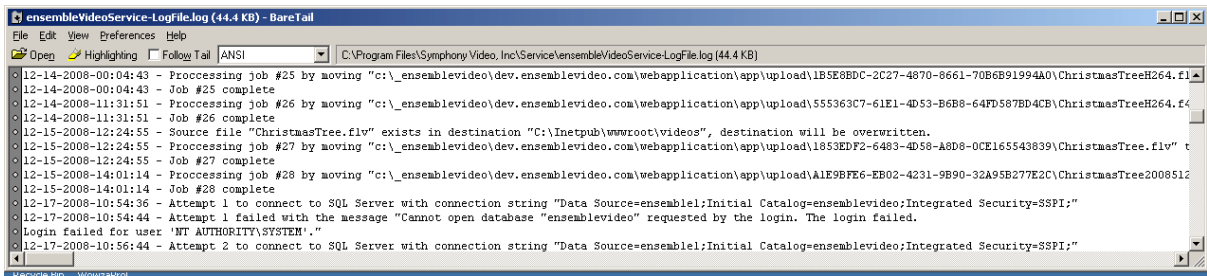 ensembleVideoService-LogFile.log (44.4 KB) - BareTail
File Edit View Preferences Help
Open Highlighting Follow Tail ANSI C:\Program Files\Symphony Video, Inc\Service\ensembleVideoService-LogFile.log (44.4 KB)
12-14-2008-00:04:43 - Proccessing job #25 by moving "c:\_ensemblevideo\dev.ensemblevideo.com\webapplication\app\upload\1B5E8BDC-2C27-4870-8661-70B6B91994A0\ChristmasTreeH264.fl
12-14-2008-00:04:43 - Job #25 complete
12-14-2008-11:31:51 - Proccessing job #26 by moving "c:\_ensemblevideo\dev.ensemblevideo.com\webapplication\app\upload\555363C7-61E1-4D53-B6B8-64FD587BD4CB\ChristmasTreeH264.f4
12-14-2008-11:31:51 - Job #26 complete
12-15-2008-12:24:55 - Source file "ChristmasTree.flv" exists in destination "C:\Inetpub\wwwroot\videos", destination will be overwritten.
12-15-2008-12:24:55 - Proccessing job #27 by moving "c:\_ensemblevideo\dev.ensemblevideo.com\webapplication\app\upload\1853EDF2-6483-4D58-A8D8-0CE165543839\ChristmasTree.flv" t
12-15-2008-12:24:55 - Job #27 complete
12-15-2008-14:01:14 - Proccessing job #28 by moving "c:\_ensemblevideo\dev.ensemblevideo.com\webapplication\app\upload\A1E9BFE6-EB02-4231-9B90-32A95B277E2C\ChristmasTree2008512
12-15-2008-14:01:14 - Job #28 complete
12-17-2008-10:54:36 - Attempt 1 to connect to SQL Server with connection string "Data Source=ensemble1;Initial Catalog=ensemblevideo;Integrated Security=SSPI;"
12-17-2008-10:54:44 - Attempt 1 failed with the message "Cannot open database "ensemblevideo" requested by the login. The login failed.
Login failed for user 'NT AUTHORITY\SYSTEM'."
12-17-2008-10:56:44 - Attempt 2 to connect to SQL Server with connection string "Data Source=ensemble1;Initial Catalog=ensemblevideo;Integrated Security=SSPI;"
Recycle Bin WowzaPro1